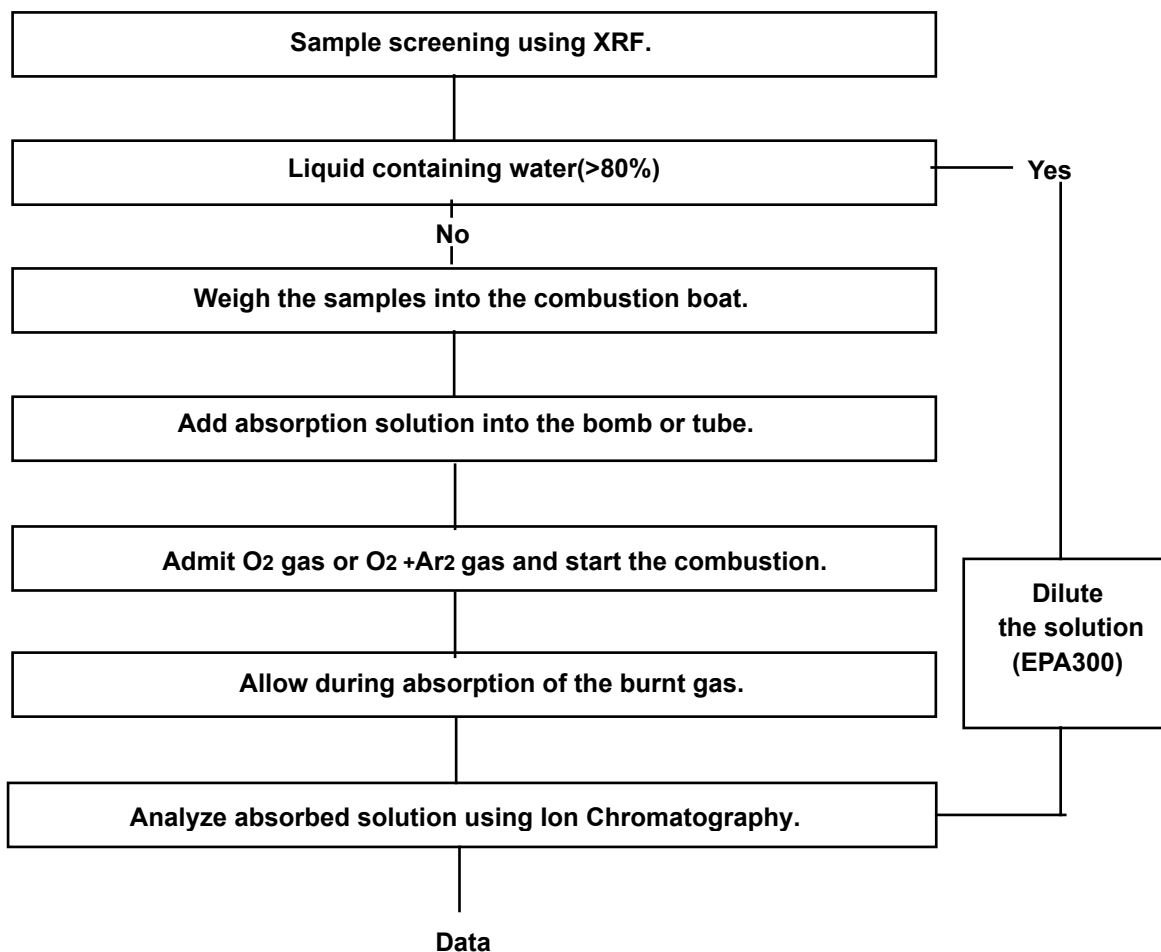 Sample screening using XRF.
Liquid containing water(>80%)
Yes
No
Weigh the samples into the combustion boat.
Add absorption solution into the bomb or tube.
Admit O2 gas or O2 +Ar2 gas and start the combustion.
Dilute
the solution
(EPA300)
Allow during absorption of the burnt gas.
Analyze absorbed solution using Ion Chromatography.
Data